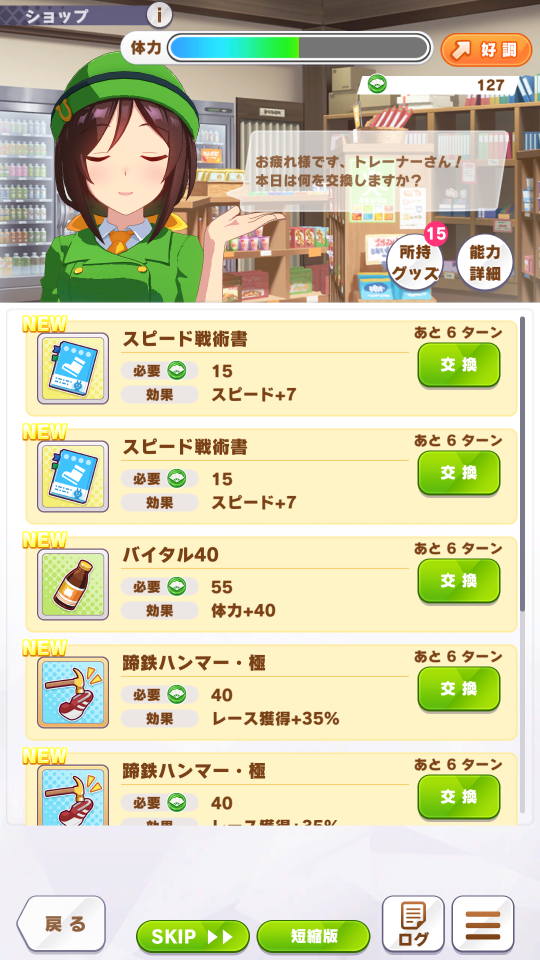 ショップ
i
体力
好調
127
お疲れ様です、トレーナーさん！
本日は何を交換しますか？
15
所持
グッズ
能力
詳細
NEW
スピード戦術書
あと 6 ターン
必要 15
交換
効果 スピード+7
NEW
スピード戦術書
あと 6 ターン
必要 15
交換
効果 スピード+7
NEW
バイタル40
あと 6 ターン
必要 55
交換
効果 体力+40
NEW
蹄鉄ハンマー・極
あと 6 ターン
必要 40
交換
効果 レース獲得+35%
NEW
蹄鉄ハンマー・極
あと 6 ターン
必要 40
交換
効果 レース獲得+35%
戻る
SKIP
短縮版
ログ